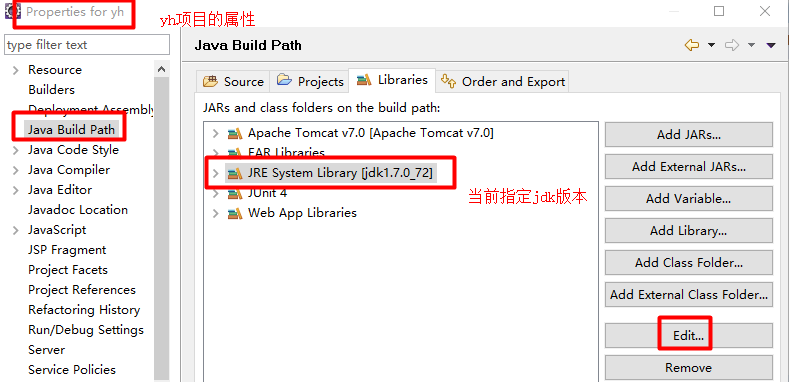 Properties for yh
yh项目的属性
type filter text
Resource
Builders
Deployment Assembly
Java Build Path
Java Code Style
Java Compiler
Java Editor
Javadoc Location
JavaScript
JSP Fragment
Project Facets
Project References
Refactoring History
Run/Debug Settings
Server
Service Policies
Java Build Path
Source
Projects
Libraries
Order and Export
JARs and class folders on the build path:
Apache Tomcat v7.0 [Apache Tomcat v7.0]
EAR Libraries
JRE System Library [jdk1.7.0_72]
JUnit 4
Web App Libraries
当前指定jdk版本
Add JARs...
Add External JARs...
Add Variable...
Add Library...
Add Class Folder...
Add External Class Folder...
Edit...
Remove